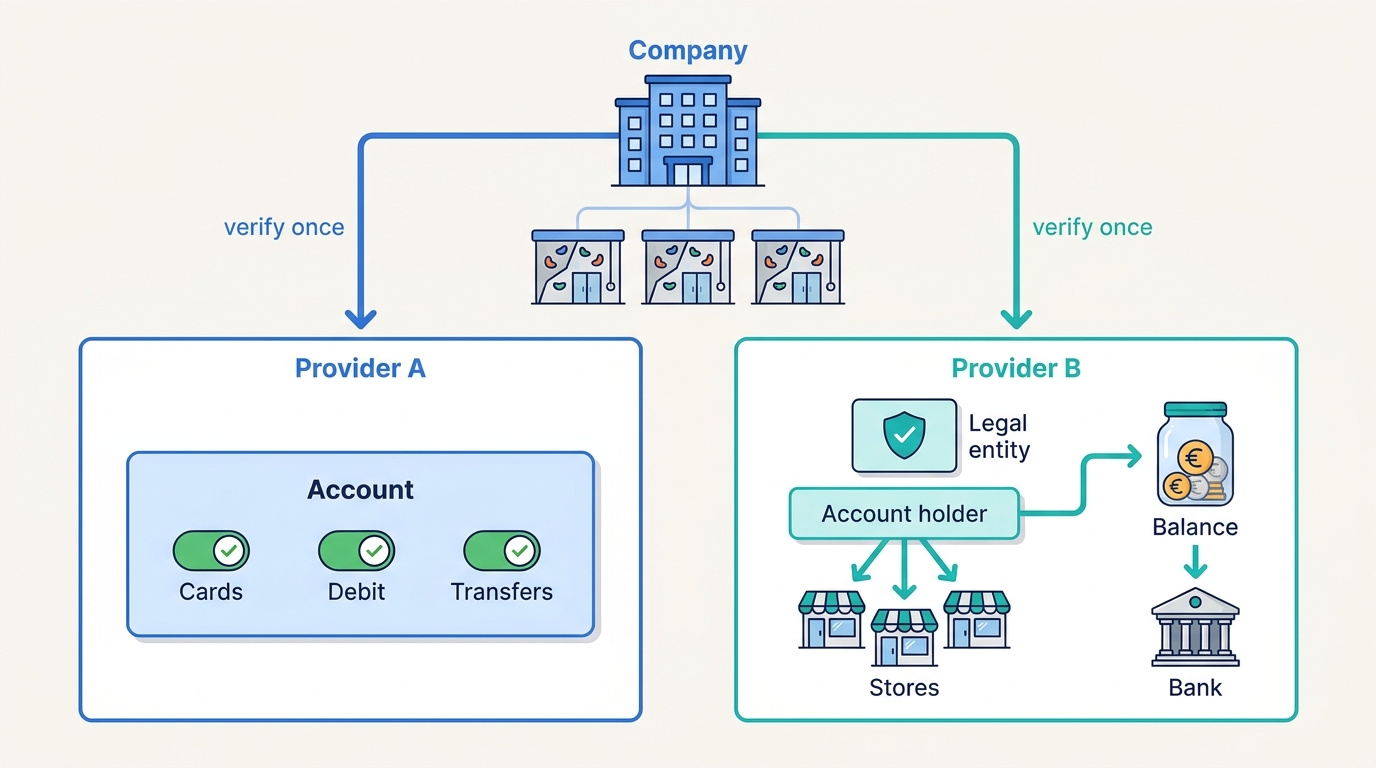 Company
verify once
verify once
Provider A
Account
Cards
Debit
Transfers
Provider B
Legal
entity
Account holder
€
€
€
Balance
Stores
Bank